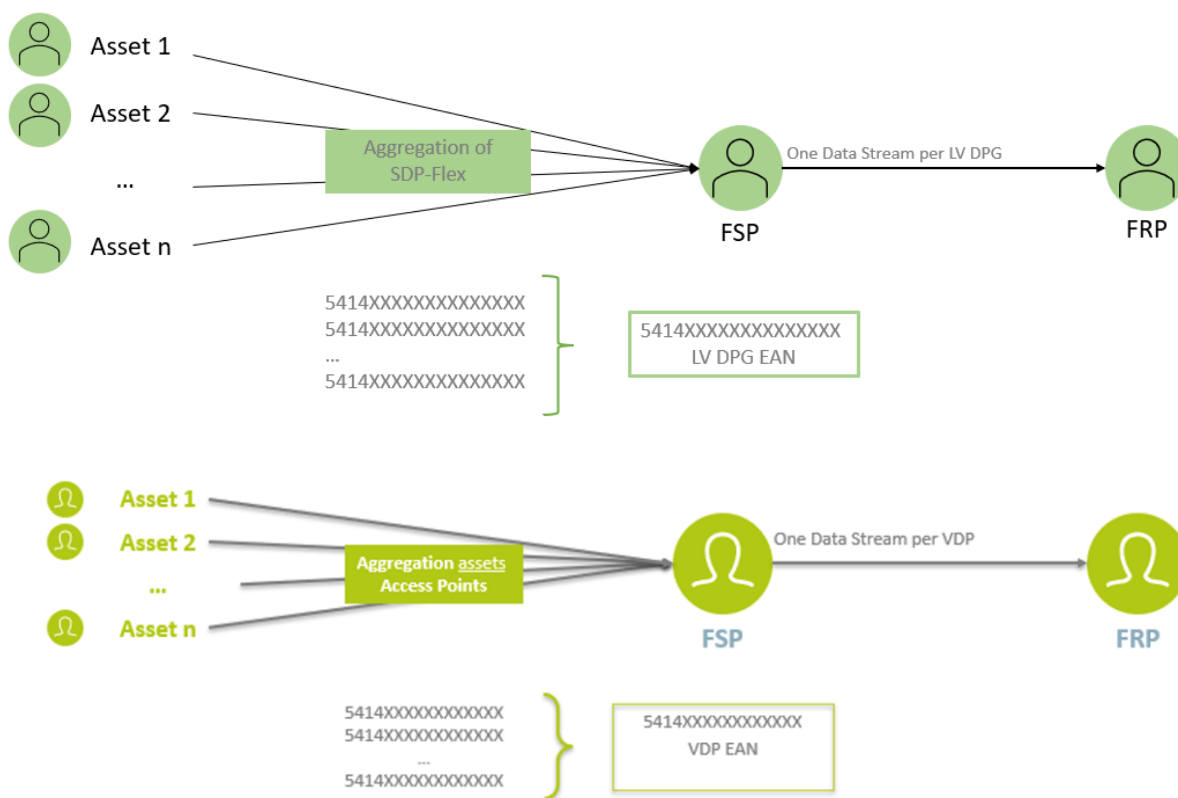 Asset 1
Asset 2
...
Asset n
Aggregation of
SDP-Flex
One Data Stream per LV DPG
FSP
FRP
5414XXXXXXXXXXXXXX
5414XXXXXXXXXXXXXX
...
5414XXXXXXXXXXXXXX
5414XXXXXXXXXXXXXX
LV DPG EAN
Asset 1
Asset 2
...
Asset n
Aggregation assets
Access Points
One Data Stream per VDP
FSP
FRP
5414XXXXXXXXXXXX
5414XXXXXXXXXXXX
...
5414XXXXXXXXXXXX
5414XXXXXXXXXXXX
VDP EAN